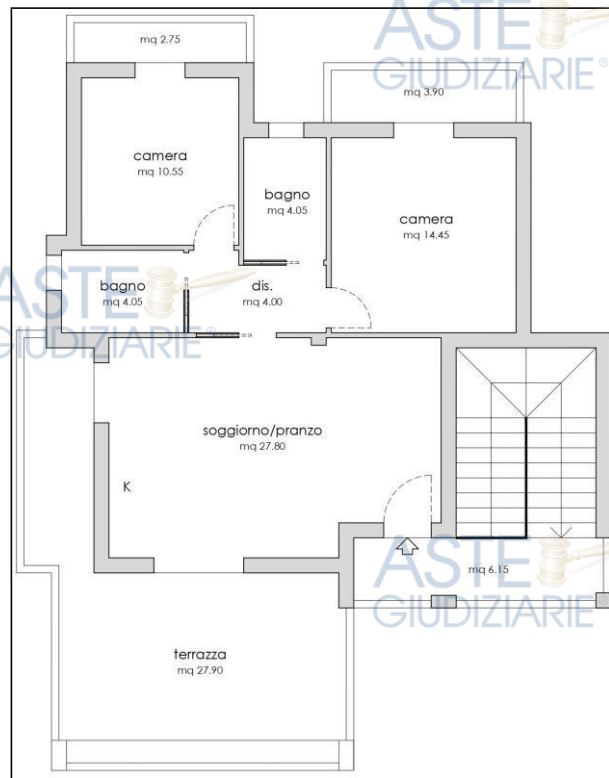 ASTE
GIUDIZIARIE®
mq 2.75
mq 3.90
camera
mq 10.55
bagno
mq 4.05
camera
mq 14.45
ASTE
GIUDIZIARIE®
bagno
mq 4.05
dis.
mq 4.00
soggiorno/pranzo
mq 27.80
K
ASTE
GIUDIZIARIE
mq 6.15
terrazza
mq 27.90